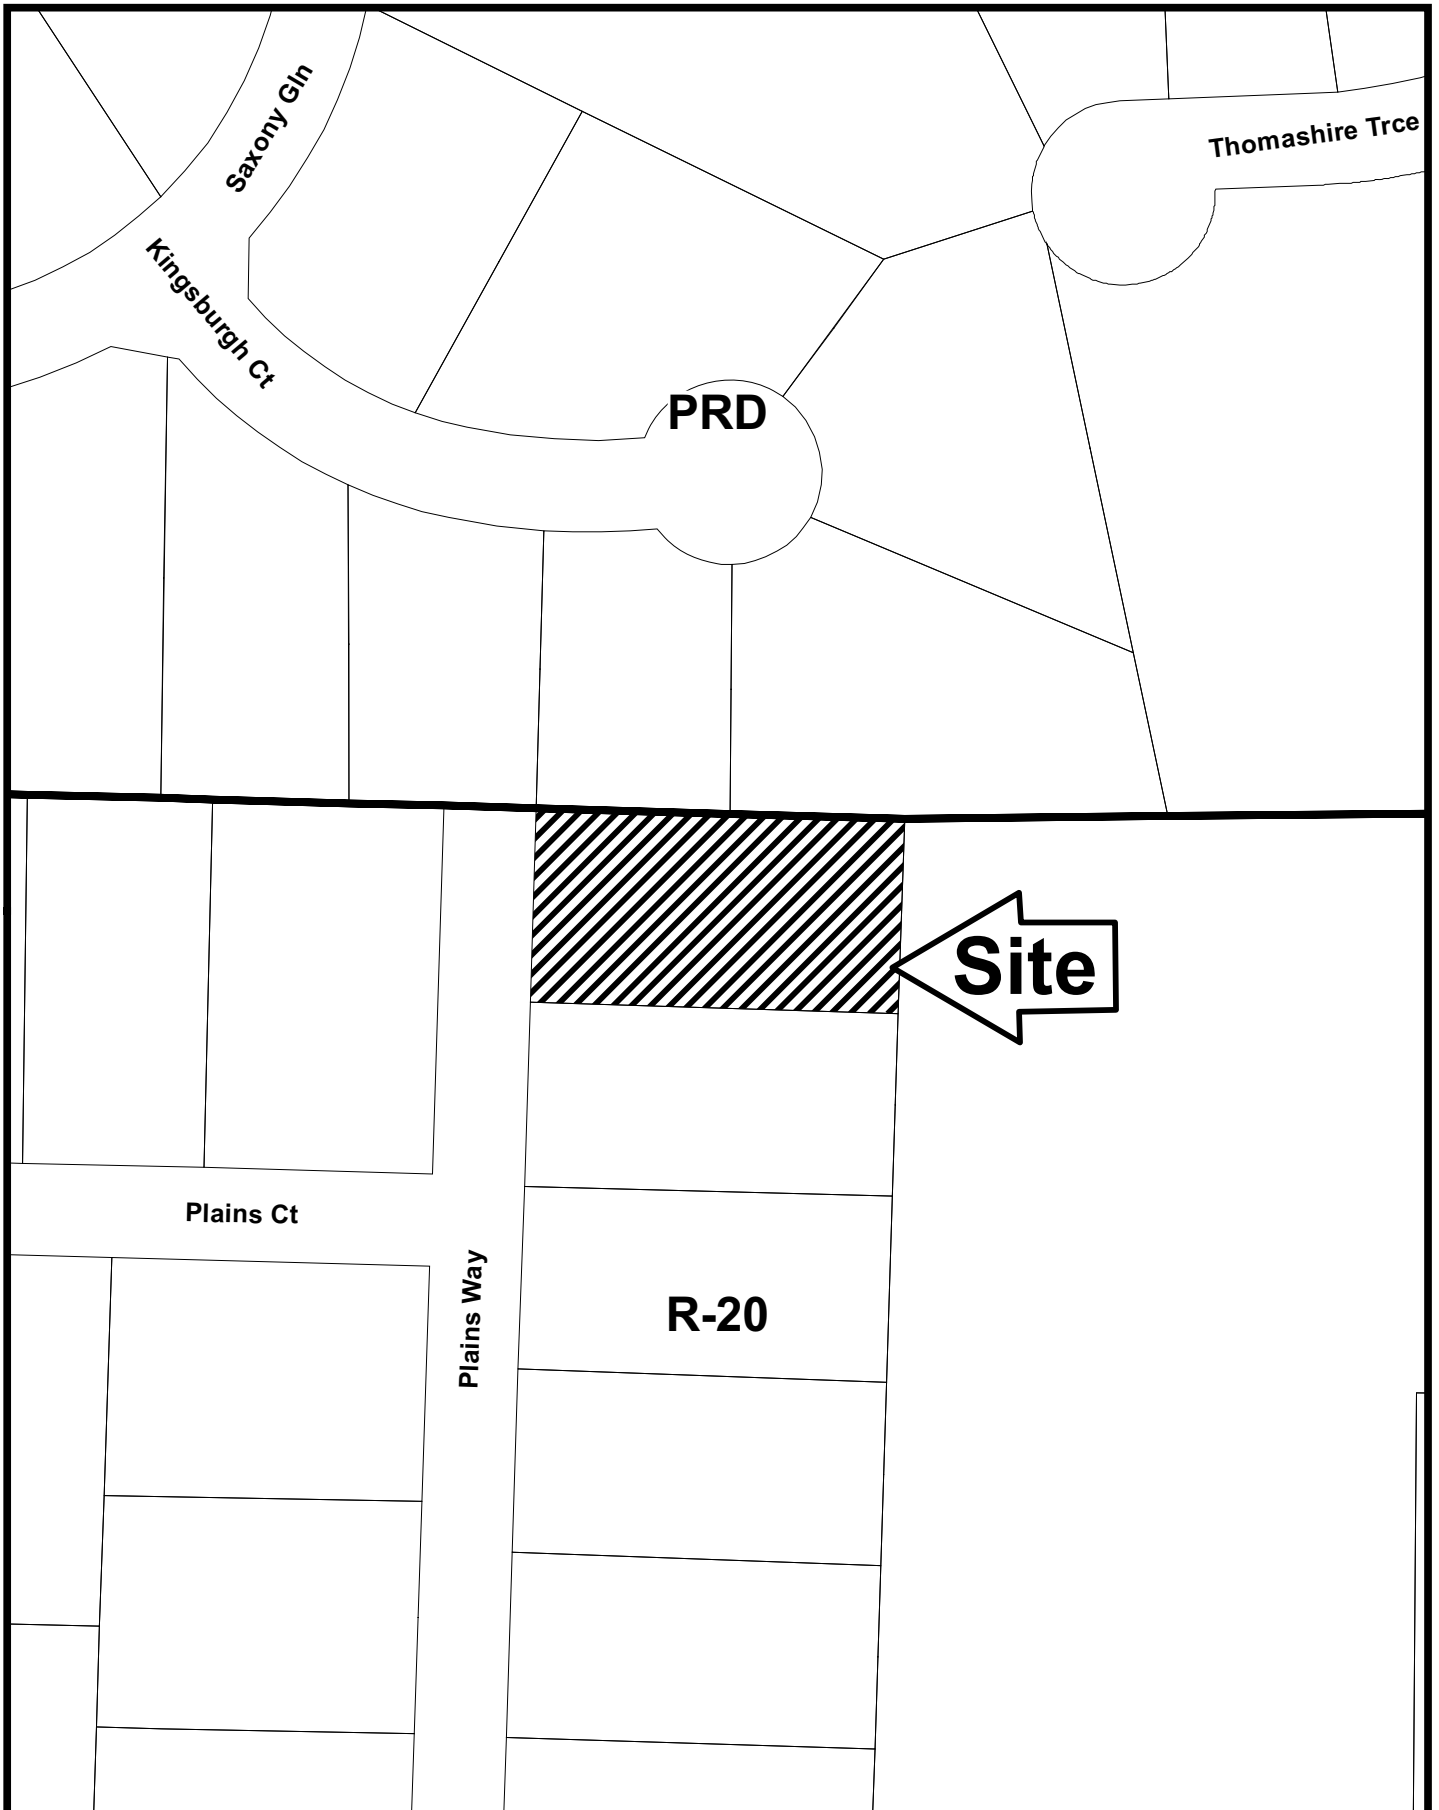 Saxony Gln
Thomashire Trce
Kingsburgh Ct
PRD
Site
Plains Ct
Plains Way
R-20